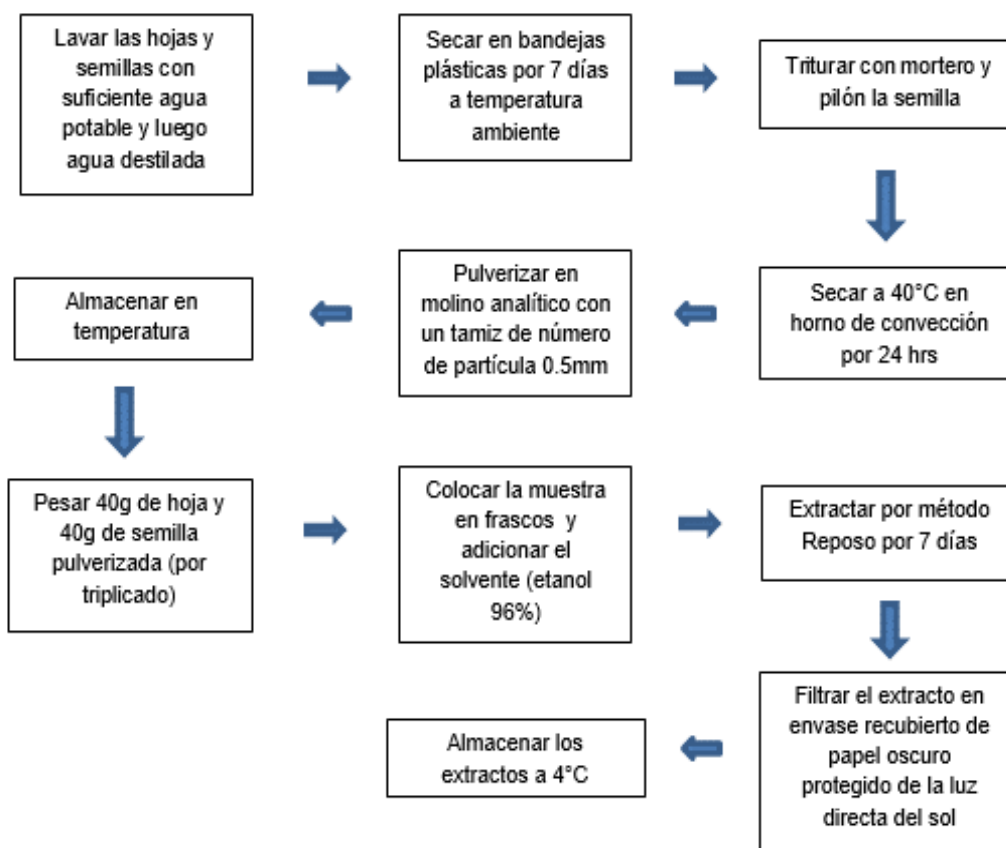 Lavar las hojas y
semillas con
suficiente agua
potable y luego
agua destilada
Secar en bandejas
plásticas por 7 días
a temperatura
ambiente
Triturar con mortero y
pilón la semilla
Secar a 40°C en
horno de convección
por 24 hrs
Pulverizar en
molino analítico con
un tamiz de número
de partícula 0.5mm
Almacenar en
temperatura
Pesar 40g de hoja y
40g de semilla
pulverizada (por
triplicado)
Colocar la muestra
en frascos y
adicionar el
solvente (etanol
96%)
Extractar por método
Reposo por 7 días
Filtrar el extracto en
envase recubierto de
papel oscuro
protegido de la luz
directa del sol
Almacenar los
extractos a 4°C